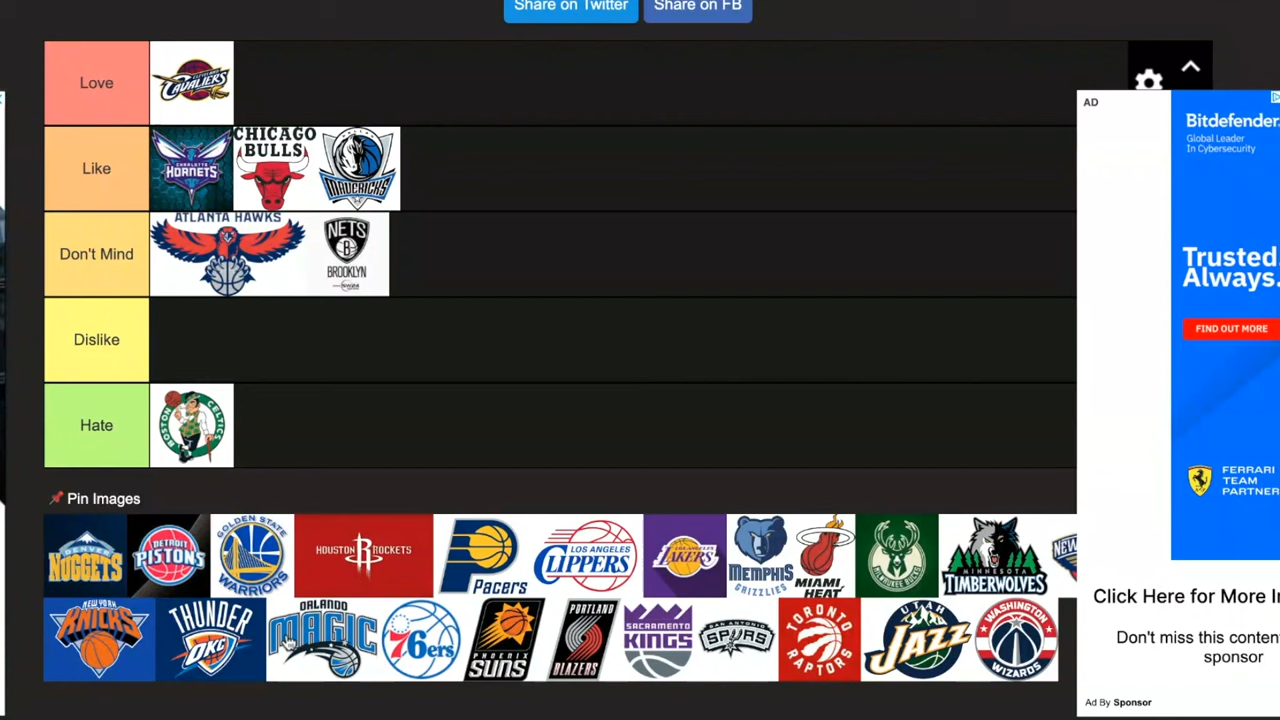 Share on Twitter
Share on FB
Love
CAVALIERS
Like
CHARLOTTE
HORNETS
CHICAGO
BULLS
MAVERICKS
Don't Mind
ATLANTA HAWKS
NETS
B
BROOKLYN
Dislike
Hate
BOSTON
CELTICS
AD
Bitdefender
Global Leader
In Cybersecurity
Trusted.
Always.
FIND OUT MORE
FERRARI
TEAM
PARTNER
Click Here for More In
Don't miss this conten
sponsor
Ad By Sponsor
📌 Pin Images
DENVER
NUGGETS
DETROIT
PISTONS
GOLDEN STATE
WARRIORS
HOUSTON R ROCKETS
Pacers
LOS ANGELES
CLIPPERS
LOS ANGELES
LAKERS
MEMPHIS
GRIZZLIES
MIAMI
HEAT
MILWAUKEE BUCKS
MINNESOTA
TIMBERWOLVES
NEW
NEW YORK
KNICKS
THUNDER
OKC
ORLANDO
MAGIC
76ers
PHOENIX
SUNS
PORTLAND
BLAZERS
SACRAMENTO
KINGS
SAN ANTONIO
SPURS
TORONTO
RAPTORS
UTAH
JAZZ
WASHINGTON
WIZARDS